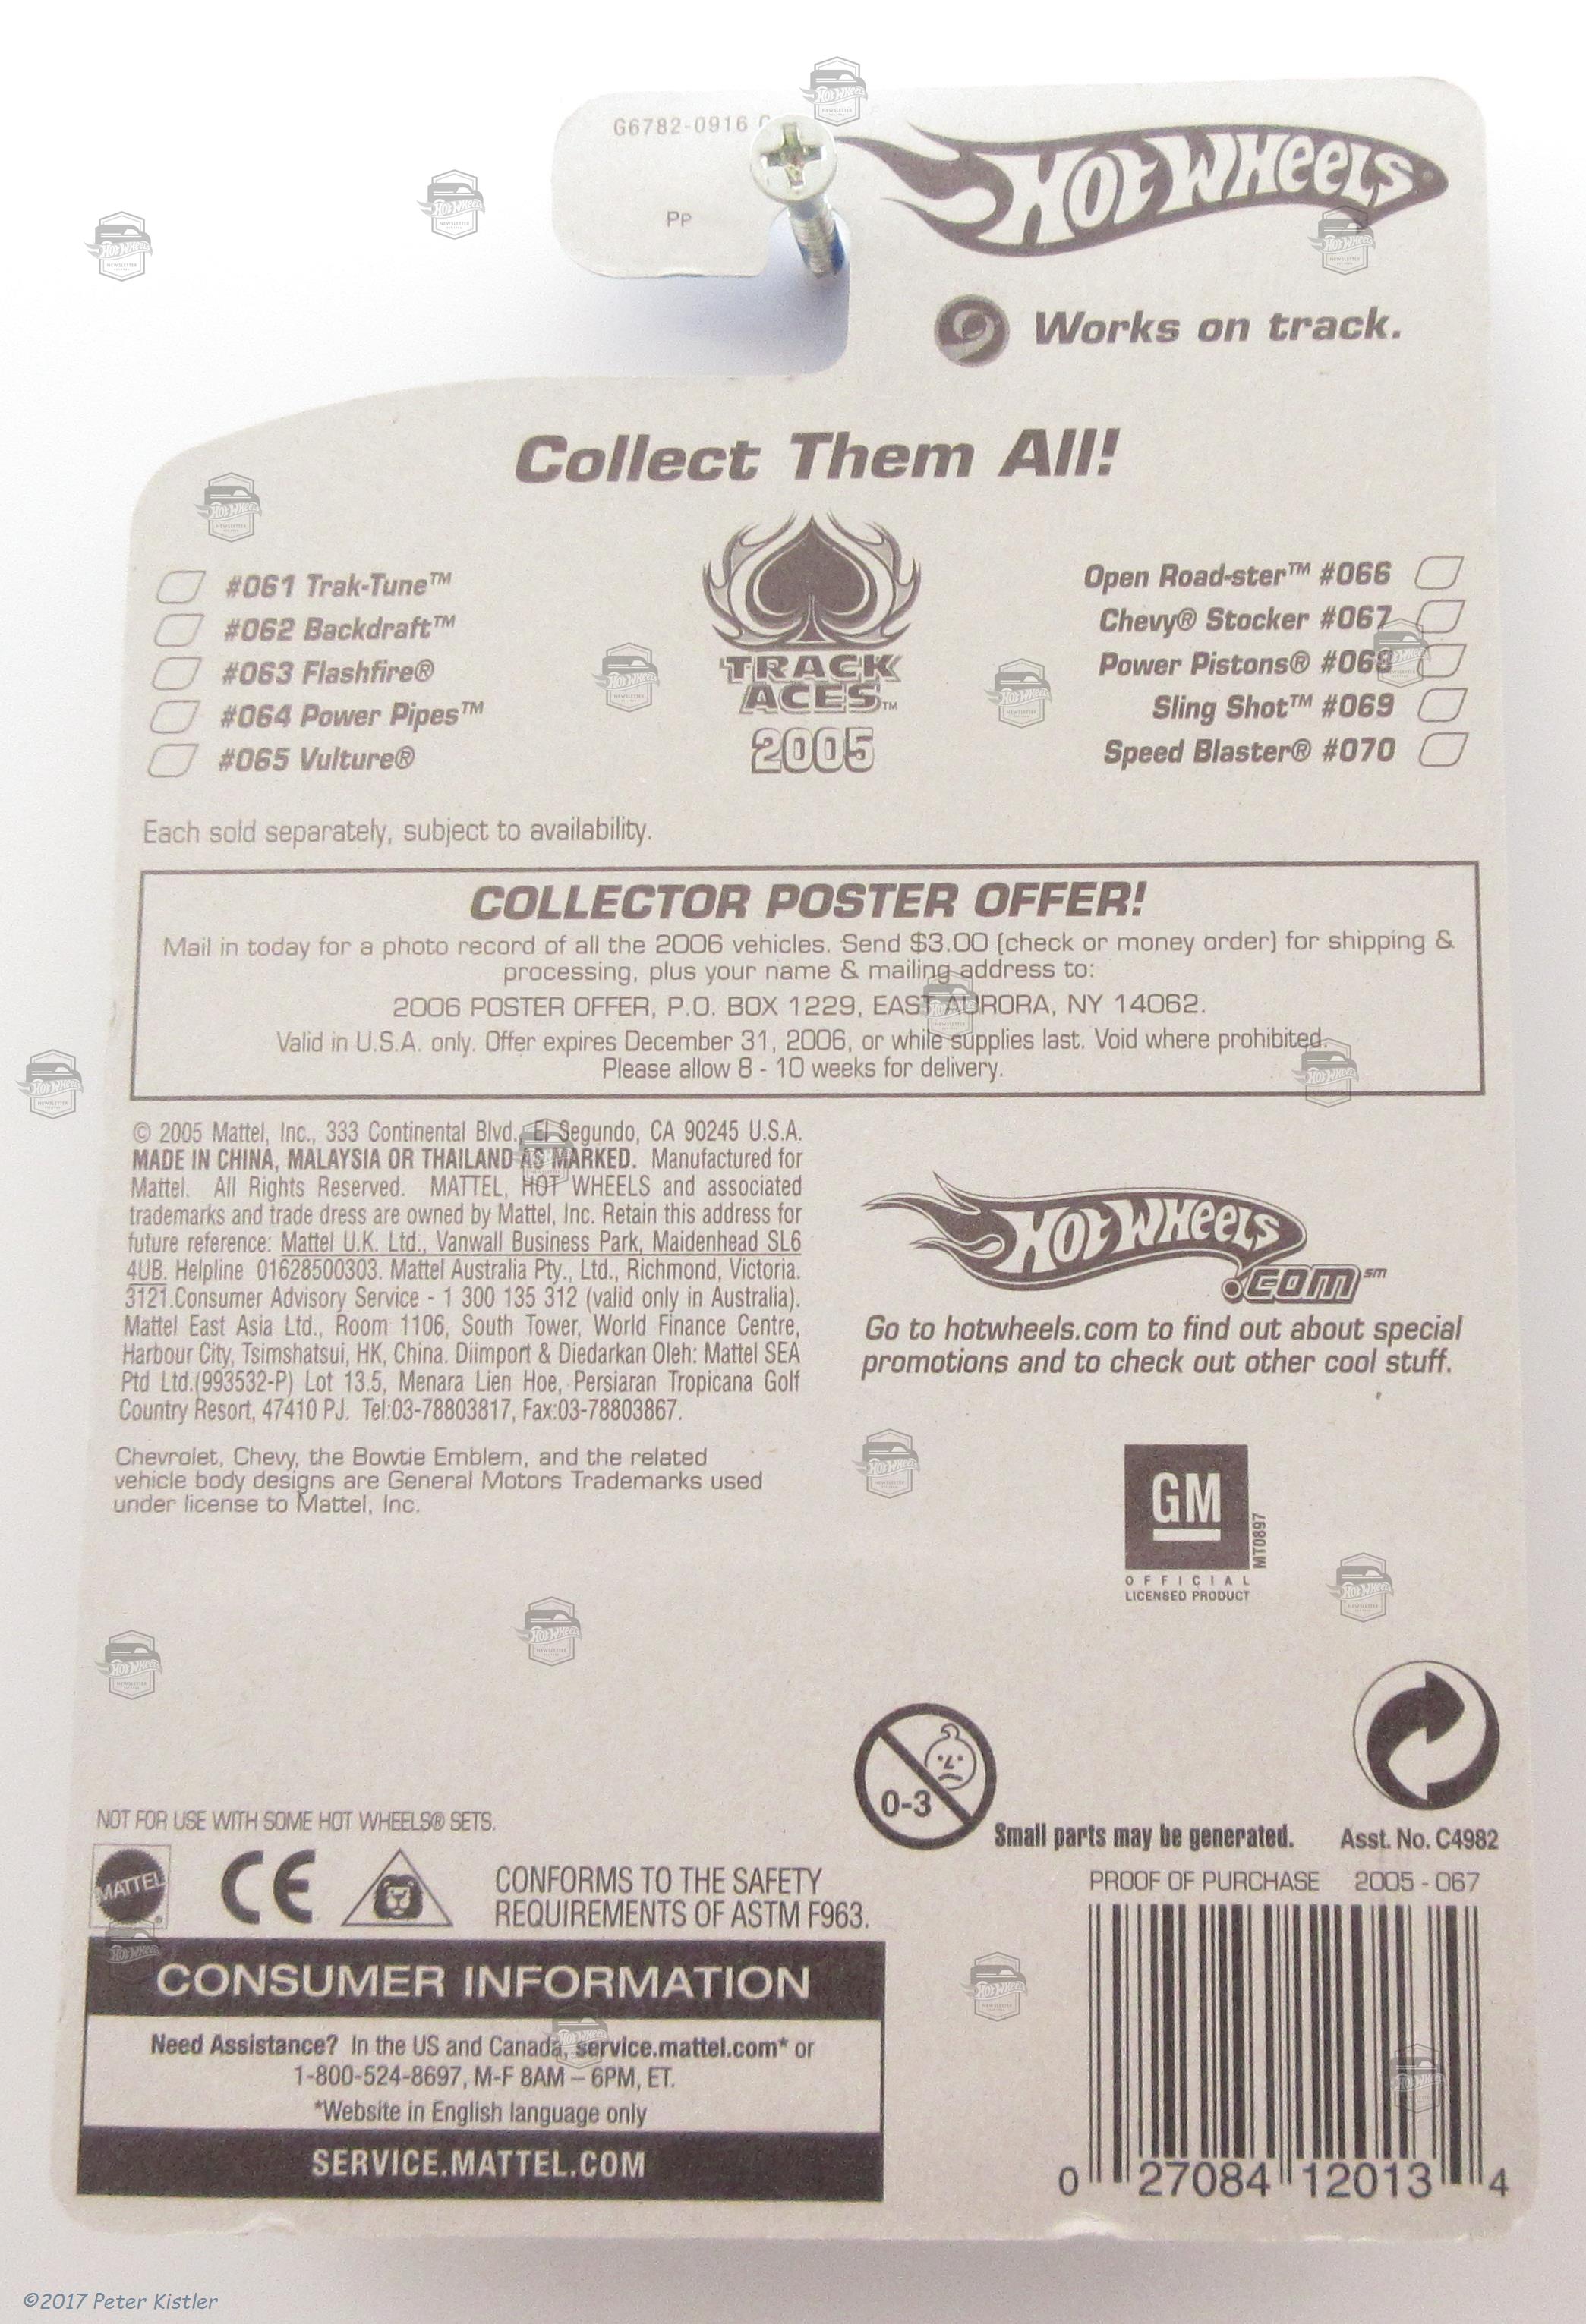 G6782-0916
Pp
HOT WHEELS
Works on track.
Collect Them All!
#061 Trak-Tune™
#062 Backdraft™
#063 Flashfire®
#064 Power Pipes™
#065 Vulture®
TRACK
ACES™
2005
Open Road-ster™ #066
Chevy® Stocker #067
Power Pistons® #068
Sling Shot™ #069
Speed Blaster® #070
Each sold separately, subject to availability.
COLLECTOR POSTER OFFER!
Mail in today for a photo record of all the 2006 vehicles. Send $3.00 (check or money order) for shipping &
processing, plus your name & mailing address to:
2006 POSTER OFFER, P.O. BOX 1229, EAST AURORA, NY 14062.
Valid in U.S.A. only. Offer expires December 31, 2006, or while supplies last. Void where prohibited.
Please allow 8 - 10 weeks for delivery.
© 2005 Mattel, Inc., 333 Continental Blvd., El Segundo, CA 90245 U.S.A.
MADE IN CHINA, MALAYSIA OR THAILAND AS MARKED. Manufactured for
Mattel. All Rights Reserved. MATTEL, HOT WHEELS and associated
trademarks and trade dress are owned by Mattel, Inc. Retain this address for
future reference: Mattel U.K. Ltd., Vanwall Business Park, Maidenhead SL6
4UB. Helpline 01628500303. Mattel Australia Pty., Ltd., Richmond, Victoria.
3121.Consumer Advisory Service - 1 300 135 312 (valid only in Australia).
Mattel East Asia Ltd., Room 1106, South Tower, World Finance Centre,
Harbour City, Tsimshatsui, HK, China. Diimport & Diedarkan Oleh: Mattel SEA
Ptd Ltd.(993532-P) Lot 13.5, Menara Lien Hoe, Persiaran Tropicana Golf
Country Resort, 47410 PJ. Tel:03-78803817, Fax:03-78803867.
Chevrolet, Chevy, the Bowtie Emblem, and the related
vehicle body designs are General Motors Trademarks used
under license to Mattel, Inc.
HOT WHEELS
.COM℠
Go to hotwheels.com to find out about special
promotions and to check out other cool stuff.
GM
MT0897
OFFICIAL
LICENSED PRODUCT
0-3
Small parts may be generated.
Asst. No. C4982
PROOF OF PURCHASE 2005 - 067
0 27084 12013 4
NOT FOR USE WITH SOME HOT WHEELS® SETS.
MATTEL®
CE
CONFORMS TO THE SAFETY
REQUIREMENTS OF ASTM F963.
CONSUMER INFORMATION
Need Assistance? In the US and Canada, service.mattel.com* or
1-800-524-8697, M-F 8AM – 6PM, ET.
*Website in English language only
SERVICE.MATTEL.COM
©2017 Peter Kistler